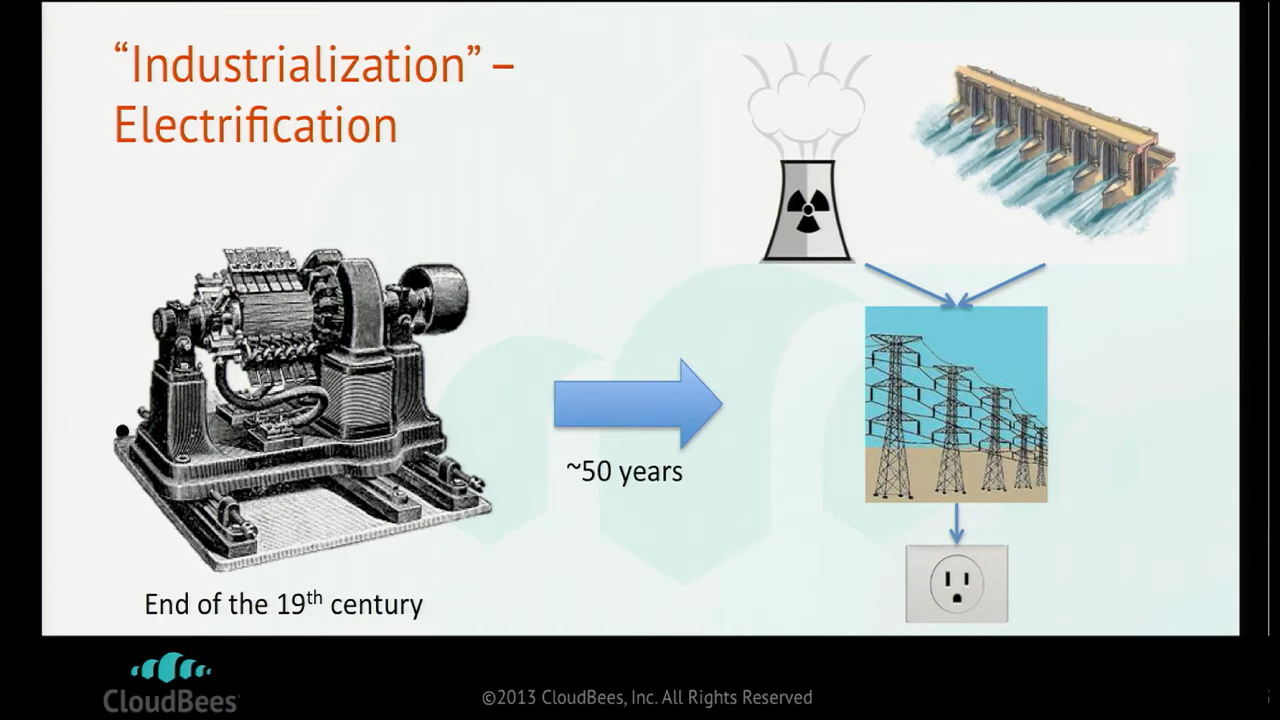 “Industrialization” –
Electrification
~50 years
End of the 19th century
CloudBees
©2013 CloudBees, Inc. All Rights Reserved